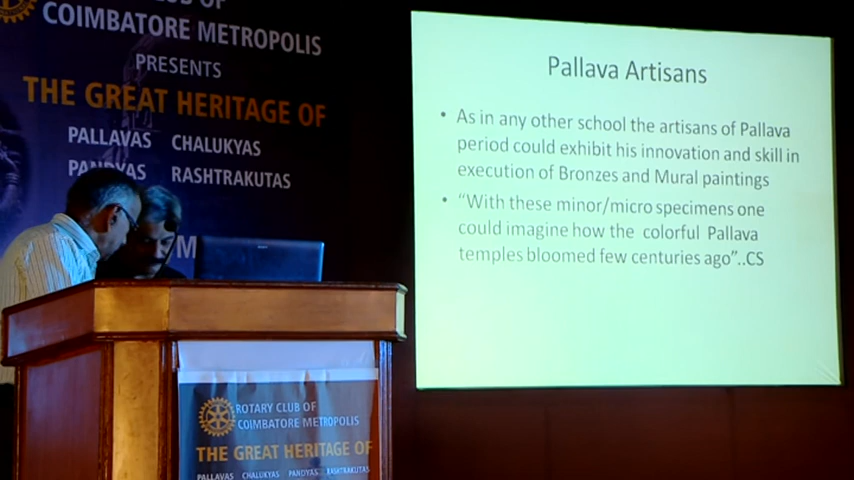 CLUB OF
COIMBATORE METROPOLIS
PRESENTS
THE GREAT HERITAGE OF
PALLAVAS CHALUKYAS
PANDYAS RASHTRAKUTAS
M
Pallava Artisans
• As in any other school the artisans of Pallava
period could exhibit his innovation and skill in
execution of Bronzes and Mural paintings
• “With these minor/micro specimens one
could imagine how the colorful Pallava
temples bloomed few centuries ago”..CS
ROTARY CLUB OF
COIMBATORE METROPOLIS
THE GREAT HERITAGE OF
PALLAVAS CHALUKYAS PANDYAS RASHTRAKUTAS